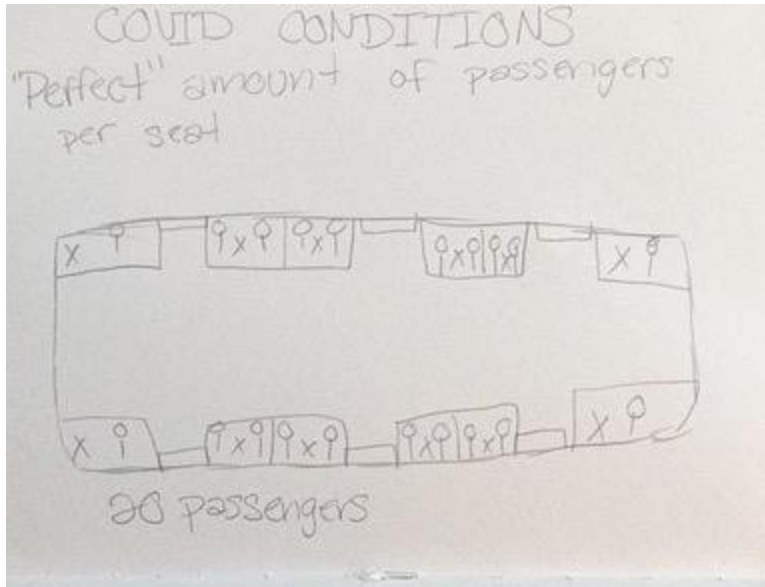 COVID CONDITIONS
"Perfect" amount of passengers
per seat
20 passengers